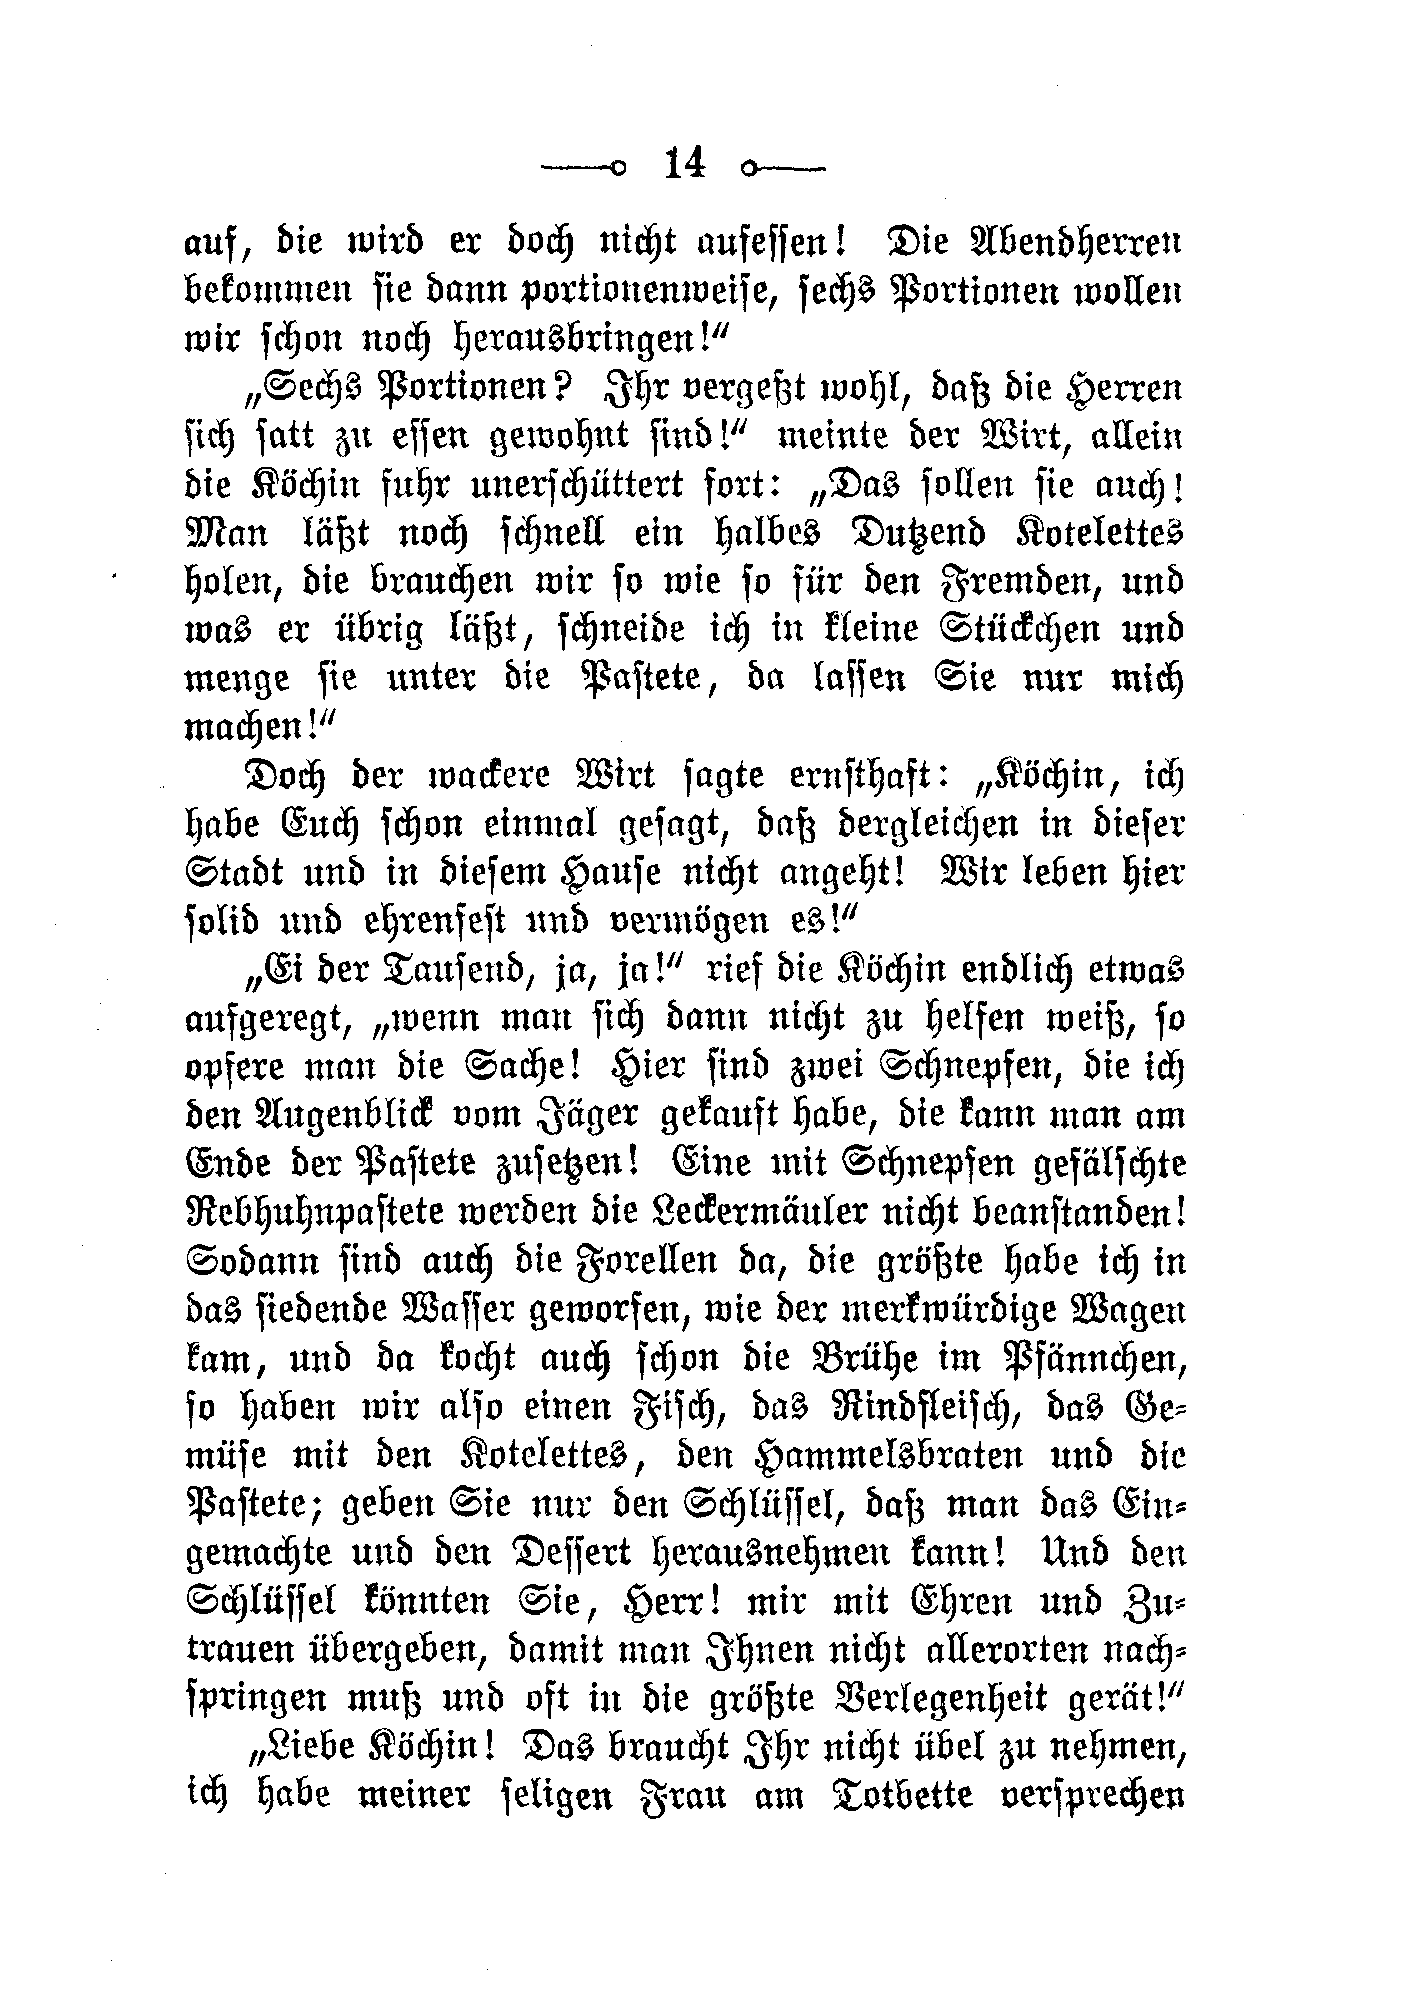 14
auf, die wird er doch nicht aufessen! Die Abendherren
bekommen sie dann portionenweise, sechs Portionen wollen
wir schon noch herausbringen!“
„Sechs Portionen? Ihr vergeßt wohl, daß die Herren
sich satt zu essen gewohnt sind!“ meinte der Wirt, allein
die Köchin fuhr unerschüttert fort: „Das sollen sie auch!
Man läßt noch schnell ein halbes Dutzend Kotelettes
holen, die brauchen wir so wie so für den Fremden, und
was er übrig läßt, schneide ich in kleine Stückchen und
menge sie unter die Pastete, da lassen Sie nur mich
machen!“
Doch der wackere Wirt sagte ernsthaft: „Köchin, ich
habe Euch schon einmal gesagt, daß dergleichen in dieser
Stadt und in diesem Hause nicht angeht! Wir leben hier
solid und ehrenfest und vermögen es!“
„Ei der Tausend, ja, ja!“ rief die Köchin endlich etwas
aufgeregt, „wenn man sich dann nicht zu helfen weiß, so
opfere man die Sache! Hier sind zwei Schnepfen, die ich
den Augenblick vom Jäger gekauft habe, die kann man am
Ende der Pastete zusetzen! Eine mit Schnepfen gefälschte
Rebhuhnpastete werden die Leckermäuler nicht beanstanden!
Sodann sind auch die Forellen da, die größte habe ich in
das siedende Wasser geworfen, wie der merkwürdige Wagen
kam, und da kocht auch schon die Brühe im Pfännchen,
so haben wir also einen Fisch, das Rindfleisch, das Ge-
müse mit den Kotelettes, den Hammelsbraten und die
Pastete; geben Sie nur den Schlüssel, daß man das Ein-
gemachte und den Dessert herausnehmen kann! Und den
Schlüssel könnten Sie, Herr! mir mit Ehren und Zu-
trauen übergeben, damit man Ihnen nicht allerorten nach-
springen muß und oft in die größte Verlegenheit gerät!“
„Liebe Köchin! Das braucht Ihr nicht übel zu nehmen,
ich habe meiner seligen Frau am Totbette versprechen